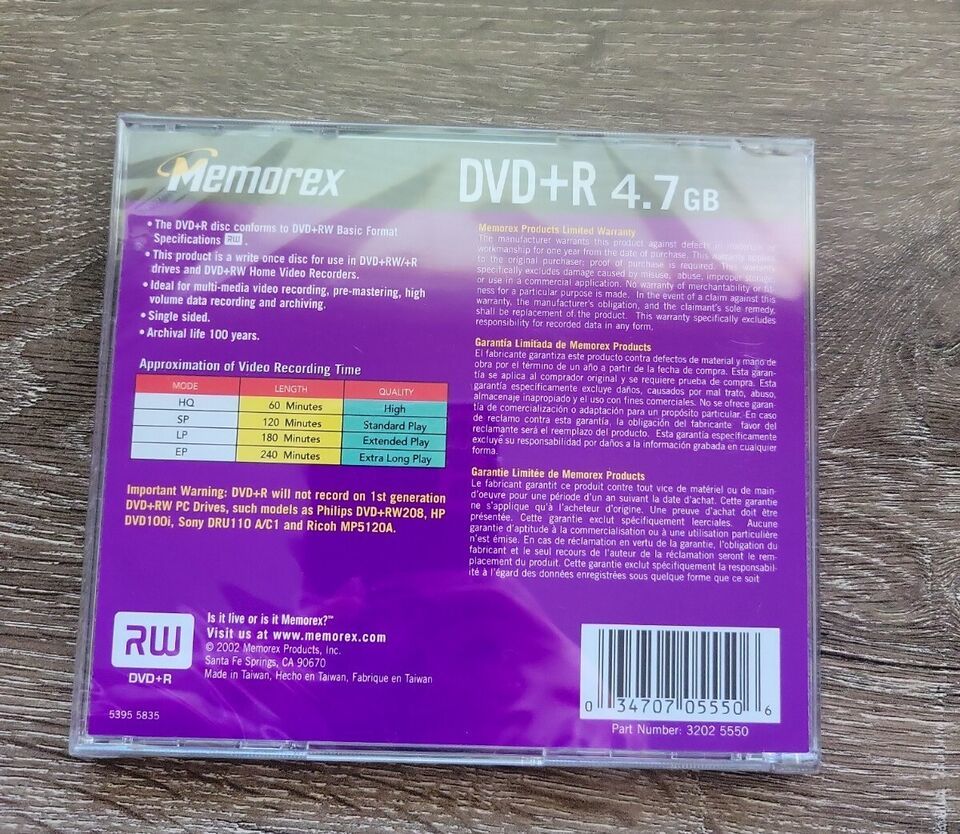 Memorex
DVD+R 4.7 GB
• The DVD+R disc conforms to DVD+RW Basic Format
Specifications RW .
• This product is a write once disc for use in DVD+RW/+R
drives and DVD+RW Home Video Recorders.
• Ideal for multi-media video recording, pre-mastering, high
volume data recording and archiving.
• Single sided.
• Archival life 100 years.
Approximation of Video Recording Time
MODE LENGTH QUALITY
HQ 60 Minutes High
SP 120 Minutes Standard Play
LP 180 Minutes Extended Play
EP 240 Minutes Extra Long Play
Important Warning: DVD+R will not record on 1st generation
DVD+RW PC Drives, such models as Philips DVD+RW208, HP
DVD100i, Sony DRU110 A/C1 and Ricoh MP5120A.
Memorex Products Limited Warranty
The manufacturer warrants this product against defects in materials or
workmanship for one year from the date of purchase. This warranty applies
to the original purchaser; proof of purchase is required. This warranty
specifically excludes damage caused by misuse, abuse, improper storage,
or use in a commercial application. No warranty of merchantability or fit-
ness for a particular purpose is made. In the event of a claim against this
warranty, the manufacturer's obligation, and the claimant's sole remedy,
shall be replacement of the product. This warranty specifically excludes
responsibility for recorded data in any form.
Garantía Limitada de Memorex Products
El fabricante garantiza este producto contra defectos de material y mano de
obra por el término de un año a partir de la fecha de compra. Esta garan-
tía se aplica al comprador original y se requiere prueba de compra. Esta
garantía específicamente excluye daños, causados por mal trato, abuso,
almacenaje inapropiado y el uso con fines comerciales. No se ofrece garan-
tía de comercialización o adaptación para un propósito particular. En caso
de reclamo contra esta garantía, la obligación del fabricante favor del
reclamante será el reemplazo del producto. Esta garantía específicamente
excluye su responsabilidad por daños a la información grabada en cualquier
forma.
Garantie Limitée de Memorex Products
Le fabricant garantit ce produit contre tout vice de matériel ou de main-
d'oeuvre pour une période d'un an suivant la date d'achat. Cette garantie
ne s'applique qu'à l'acheteur d'origine. Une preuve d'achat doit être
présentée. Cette garantie exclut spécifiquement leerciales. Aucune
garantie d'aptitude à la commercialisation ou à une utilisation particulière
n'est émise. En cas de réclamation en vertu de la garantie, l'obligation du
fabricant et le seul recours de l'auteur de la réclamation seront le rem-
placement du produit. Cette garantie exclut spécifiquement la responsabil-
ité à l'égard des données enregistrées sous quelque forme que ce soit
RW
DVD+R
Is it live or is it Memorex?™
Visit us at www.memorex.com
© 2002 Memorex Products, Inc.
Santa Fe Springs, CA 90670
Made in Taiwan, Hecho en Taiwan, Fabrique en Taiwan
5395 5835
0 34707 05550 6
Part Number: 3202 5550